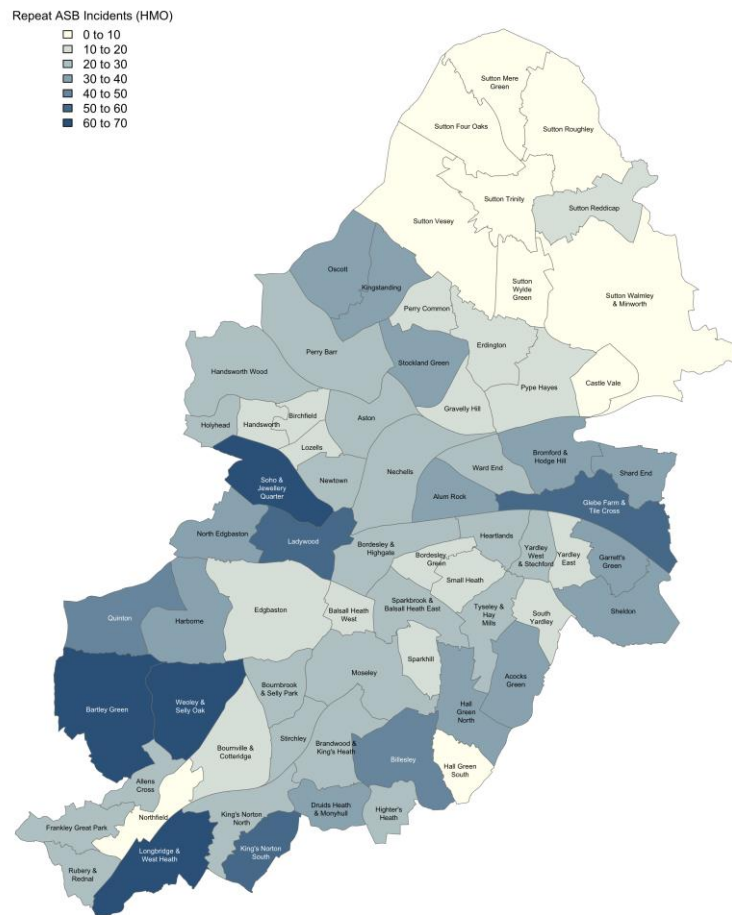 Repeat ASB Incidents (HMO)
0 to 10
10 to 20
20 to 30
30 to 40
40 to 50
50 to 60
60 to 70
Sutton Mere
Green
Sutton Four Oaks
Sutton Roughley
Sutton Trinity
Sutton Reddicap
Sutton Vesey
Sutton
Wylde
Green
Sutton Walmley
& Minworth
Oscott
Kingstanding
Perry Common
Erdington
Perry Barr
Stockland Green
Handsworth Wood
Pype Hayes
Castle Vale
Gravelly Hill
Holyhead
Handsworth
Birchfield
Aston
Lozells
Bromford &
Hodge Hill
Ward End
Shard End
Nechells
Soho &
Jewellery
Quarter
Newtown
Alum Rock
Glebe Farm &
Tile Cross
North Edgbaston
Ladywood
Bordesley &
Highgate
Heartlands
Bordesley
Green
Yardley
West
& Stechford
Yardley
East
Garrett's
Green
Small Heath
Edgbaston
Balsall Heath
West
Sparkbrook &
Balsall Heath East
Tyseley &
Hay
Mills
South
Yardley
Sheldon
Quinton
Harborne
Sparkhill
Moseley
Acocks
Green
Bartley Green
Weoley &
Selly Oak
Bournbrook
& Selly Park
Hall
Green
North
Stirchley
Bournville &
Cotteridge
Brandwood &
King's Heath
Billesley
Hall Green
South
Allens
Cross
Druids Heath
& Monyhull
Highter's
Heath
Northfield
King's Norton
North
Frankley Great Park
Longbridge &
West Heath
King's Norton
South
Rubery &
Rednal